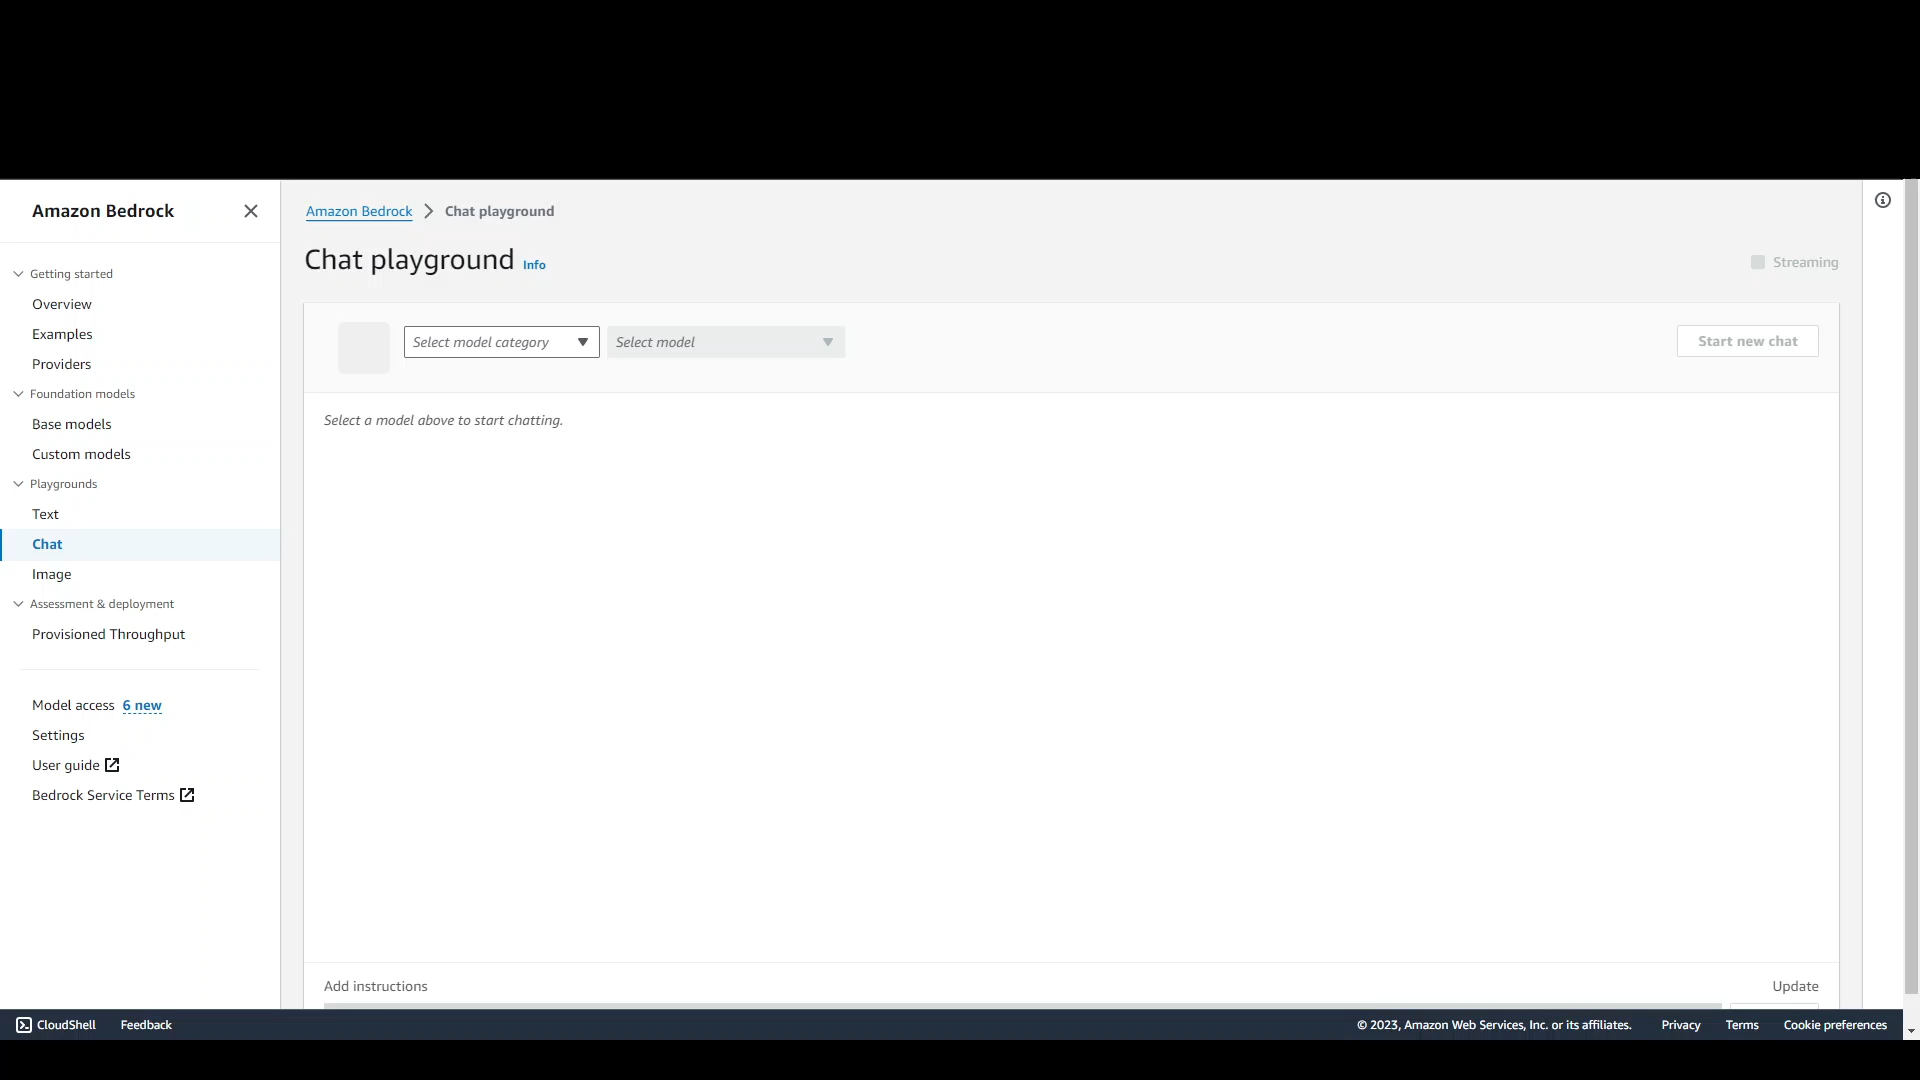 Amazon Bedrock
Getting started
Overview
Examples
Providers
Foundation models
Base models
Custom models
Playgrounds
Text
Chat
Image
Assessment & deployment
Provisioned Throughput
Model access 6 new
Settings
User guide
Bedrock Service Terms
Amazon Bedrock > Chat playground
Chat playground Info
Streaming
Select model category
Select model
Start new chat
Select a model above to start chatting.
Add instructions
Update
CloudShell Feedback © 2023, Amazon Web Services, Inc. or its affiliates. Privacy Terms Cookie preferences